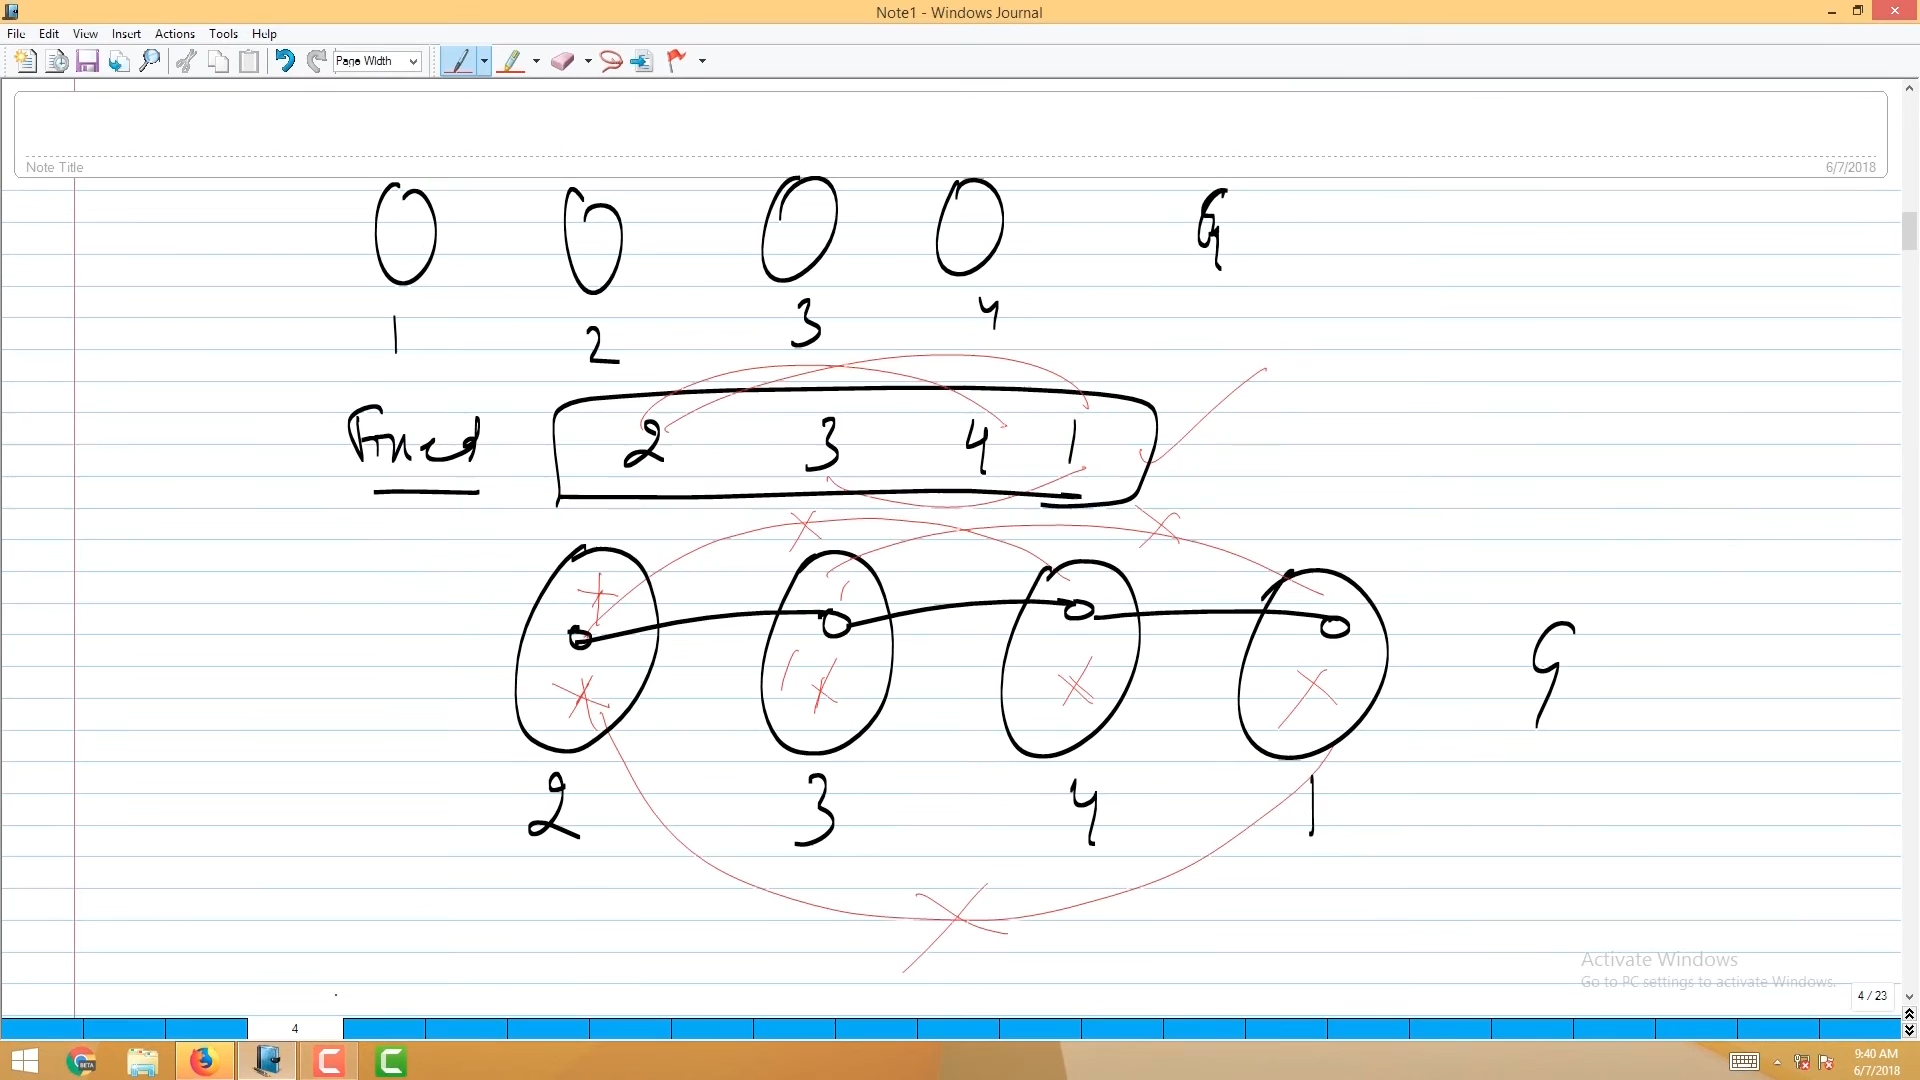 Note1 - Windows Journal
File Edit View Insert Actions Tools Help
Page Width
Note Title
6/7/2018
G
1 2 3 4
Fixed 2 3 4 1
G
2 3 4 1
Activate Windows
Go to PC settings to activate Windows.
4 / 23
4
BETA
9:40 AM
6/7/2018